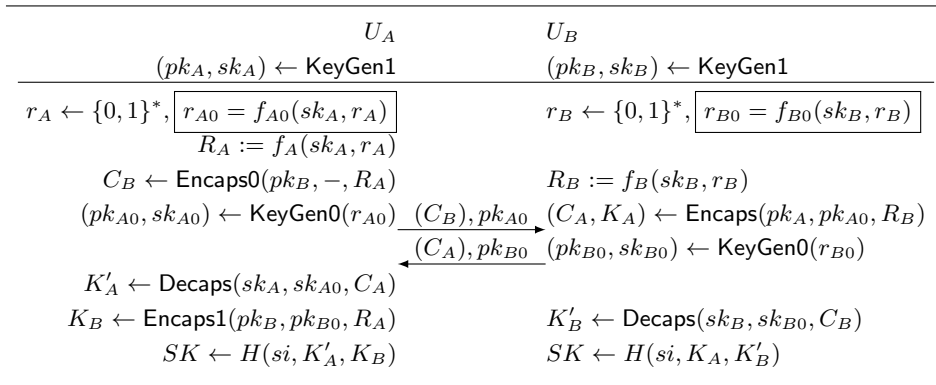 U_A U_B
(pk_A, sk_A) ← KeyGen1 (pk_B, sk_B) ← KeyGen1
r_A ← {0, 1}*, r_{A0} = f_{A0}(sk_A, r_A) r_B ← {0, 1}*, r_{B0} = f_{B0}(sk_B, r_B)
R_A := f_A(sk_A, r_A)
C_B ← Encaps0(pk_B, −, R_A) R_B := f_B(sk_B, r_B)
(pk_{A0}, sk_{A0}) ← KeyGen0(r_{A0}) (C_B), pk_{A0} (C_A, K_A) ← Encaps(pk_A, pk_{A0}, R_B)
(C_A), pk_{B0} (pk_{B0}, sk_{B0}) ← KeyGen0(r_{B0})
K'_A ← Decaps(sk_A, sk_{A0}, C_A)
K_B ← Encaps1(pk_B, pk_{B0}, R_A) K'_B ← Decaps(sk_B, sk_{B0}, C_B)
SK ← H(si, K'_A, K_B) SK ← H(si, K_A, K'_B)